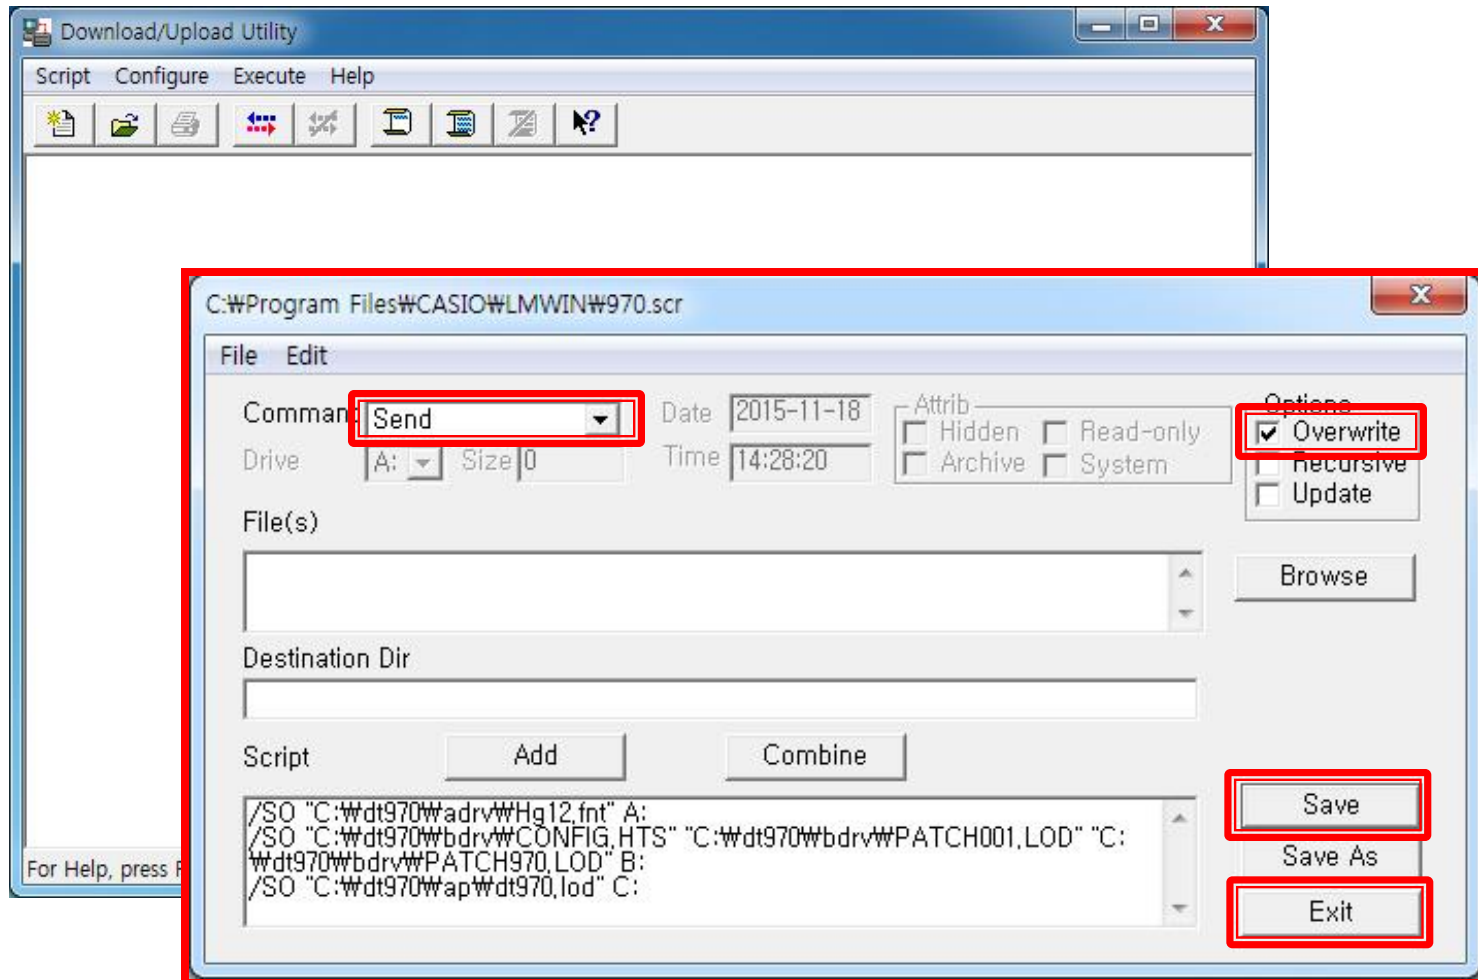 Download/Upload Utility
Script Configure Execute Help
C:₩Program Files₩CASIO₩LMWIN₩970.scr
File Edit
Command Send Date 2015-11-18 Attrib Hidden Read-only Options Overwrite
Drive A: Size 0 Time 14:28:20 Archive System Recursive
Update
File(s)
Browse
Destination Dir
Script Add Combine
/SO "C:₩dt970₩adrv₩Hg12.fnt" A:
/SO "C:₩dt970₩bdrv₩CONFIG.HTS" "C:₩dt970₩bdrv₩PATCH001.LOD" "C:
₩dt970₩bdrv₩PATCH970.LOD" B:
/SO "C:₩dt970₩ap₩dt970.lod" C:
Save
Save As
Exit
For Help, press F